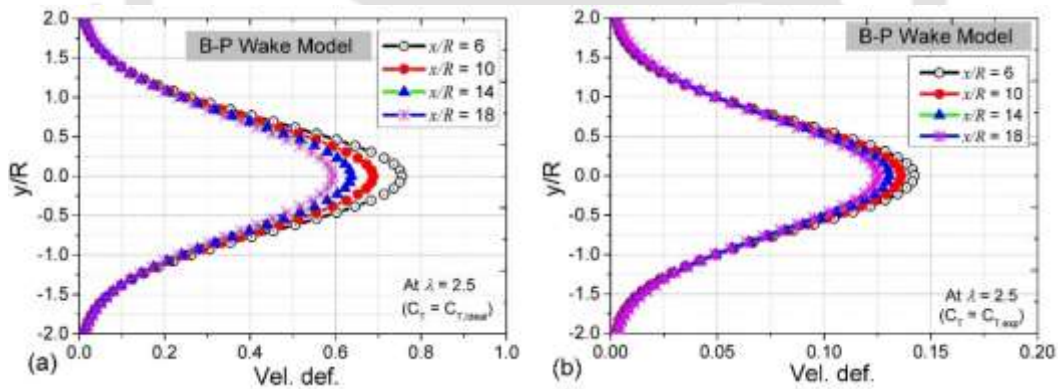 B-P Wake Model
x/R = 6
x/R = 10
x/R = 14
x/R = 18
2.0
1.5
1.0
0.5
0.0
-0.5
-1.0
-1.5
-2.0
y/R
At λ = 2.5
(C_T = C_T,ideal)
0.0 0.2 0.4 0.6 0.8 1.0
(a) Vel. def.
B-P Wake Model
x/R = 6
x/R = 10
x/R = 14
x/R = 18
2.0
1.5
1.0
0.5
0.0
-0.5
-1.0
-1.5
-2.0
y/R
At λ = 2.5
(C_T = C_T,exp)
0.00 0.05 0.10 0.15 0.20
(b) Vel. def.